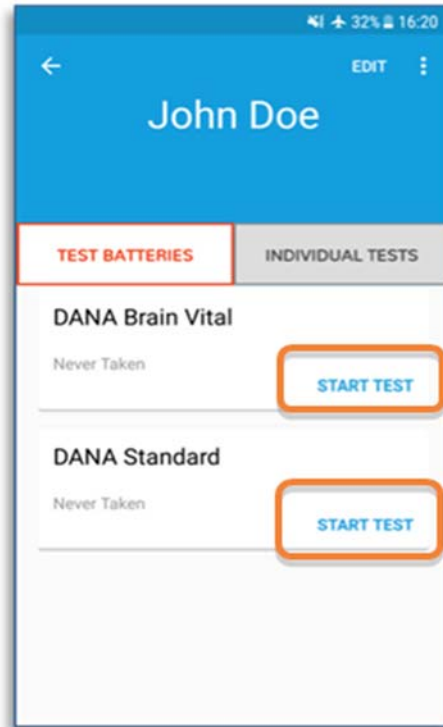 32% 16:20
EDIT
John Doe
TEST BATTERIES INDIVIDUAL TESTS
DANA Brain Vital
Never Taken
START TEST
DANA Standard
Never Taken
START TEST